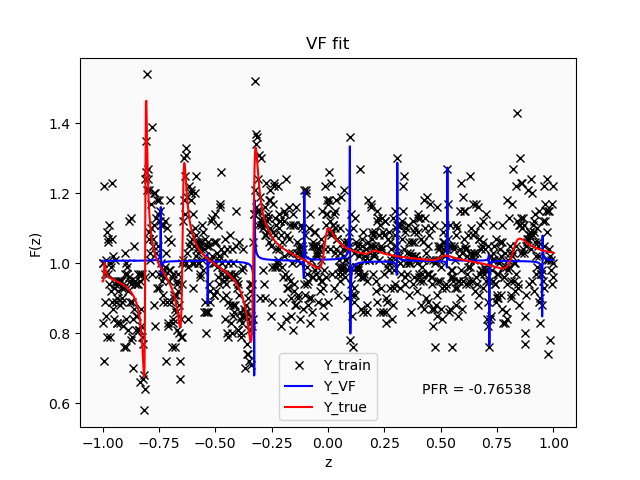 VF fit
F(z)
1.4
1.2
1.0
0.8
0.6
Y_train
Y_VF
Y_true
PFR = -0.76538
−1.00 −0.75 −0.50 −0.25 0.00 0.25 0.50 0.75 1.00
z